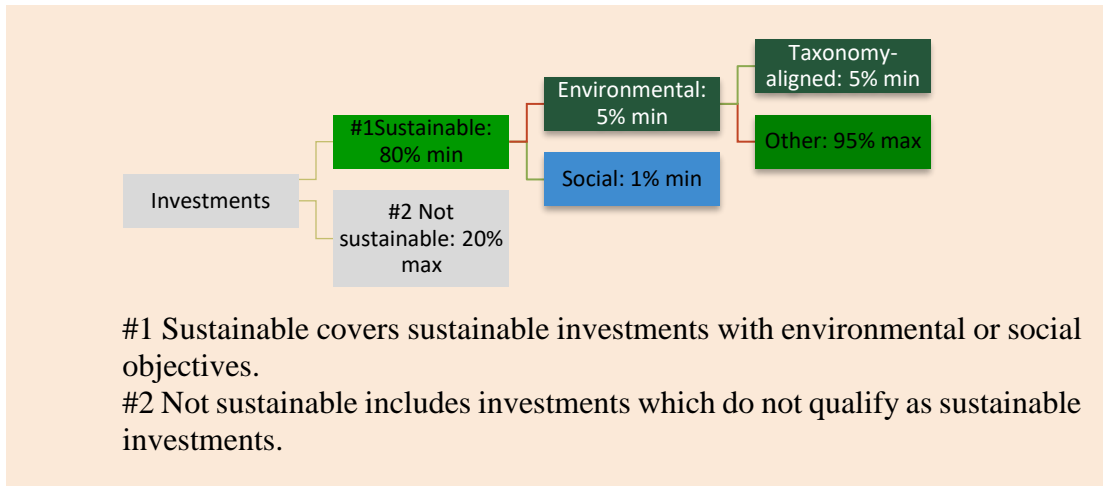 Investments
#1Sustainable:
80% min
#2 Not
sustainable: 20%
max
Environmental:
5% min
Social: 1% min
Taxonomy-
aligned: 5% min
Other: 95% max
#1 Sustainable covers sustainable investments with environmental or social
objectives.
#2 Not sustainable includes investments which do not qualify as sustainable
investments.